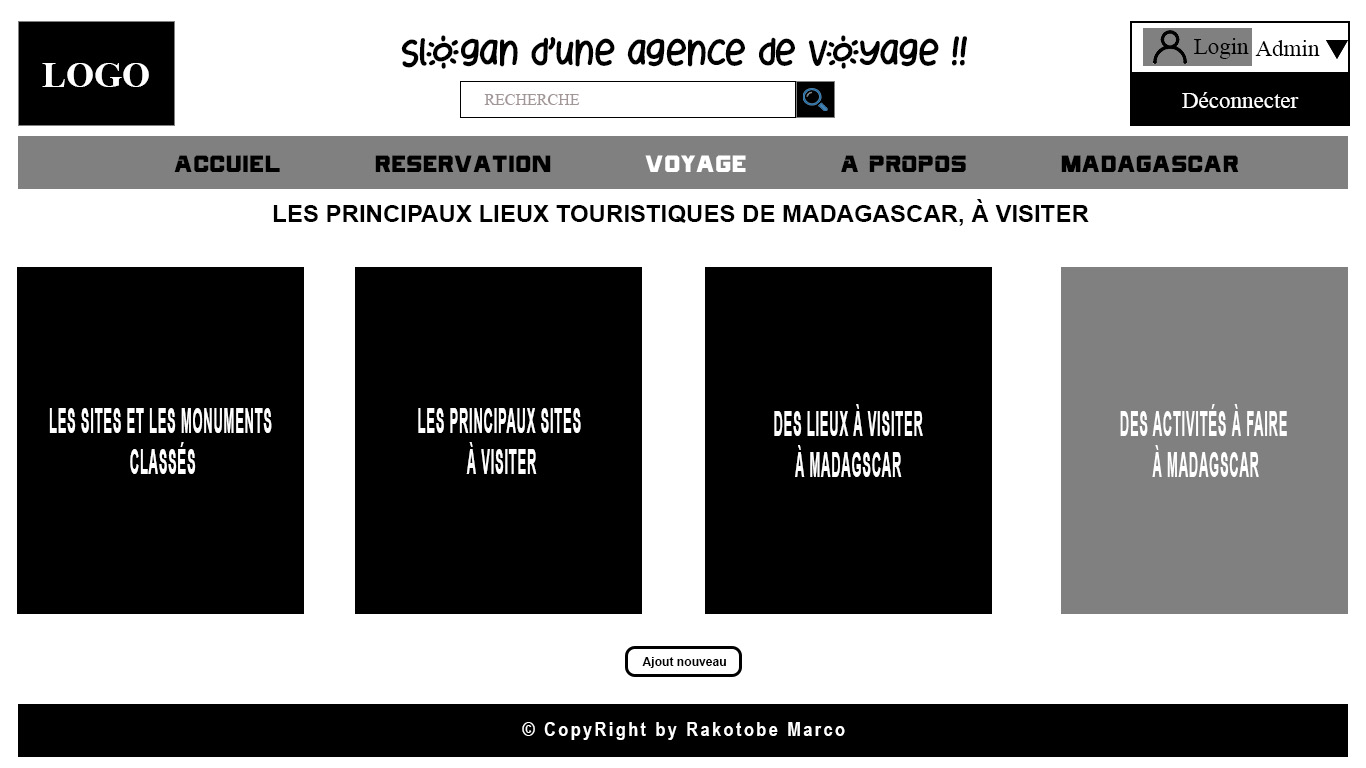 LOGO
slogan d'une agence de voyage !!
RECHERCHE
Login Admin
Déconnecter
ACCUIEL RESERVATION VOYAGE A PROPOS MADAGASCAR
LES PRINCIPAUX LIEUX TOURISTIQUES DE MADAGASCAR, À VISITER
LES SITES ET LES MONUMENTS
CLASSÉS
LES PRINCIPAUX SITES
À VISITER
DES LIEUX À VISITER
À MADAGSCAR
DES ACTIVITÉS À FAIRE
À MADAGSCAR
Ajout nouveau
© CopyRight by Rakotobe Marco